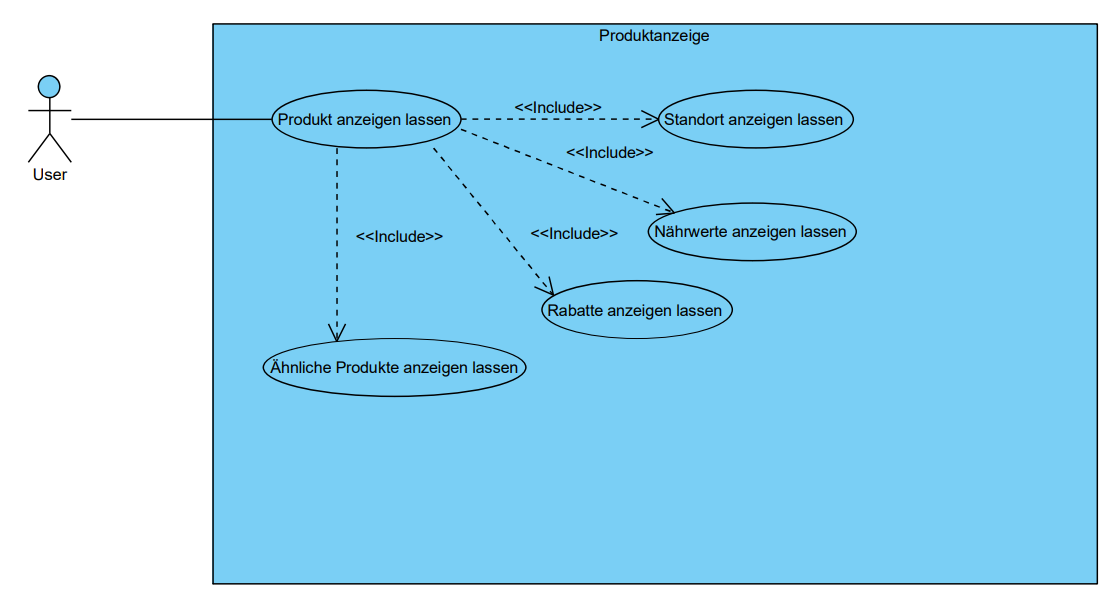 Produktanzeige
User
Produkt anzeigen lassen
<<Include>>
Standort anzeigen lassen
<<Include>>
Nährwerte anzeigen lassen
<<Include>>
Rabatte anzeigen lassen
<<Include>>
Ähnliche Produkte anzeigen lassen